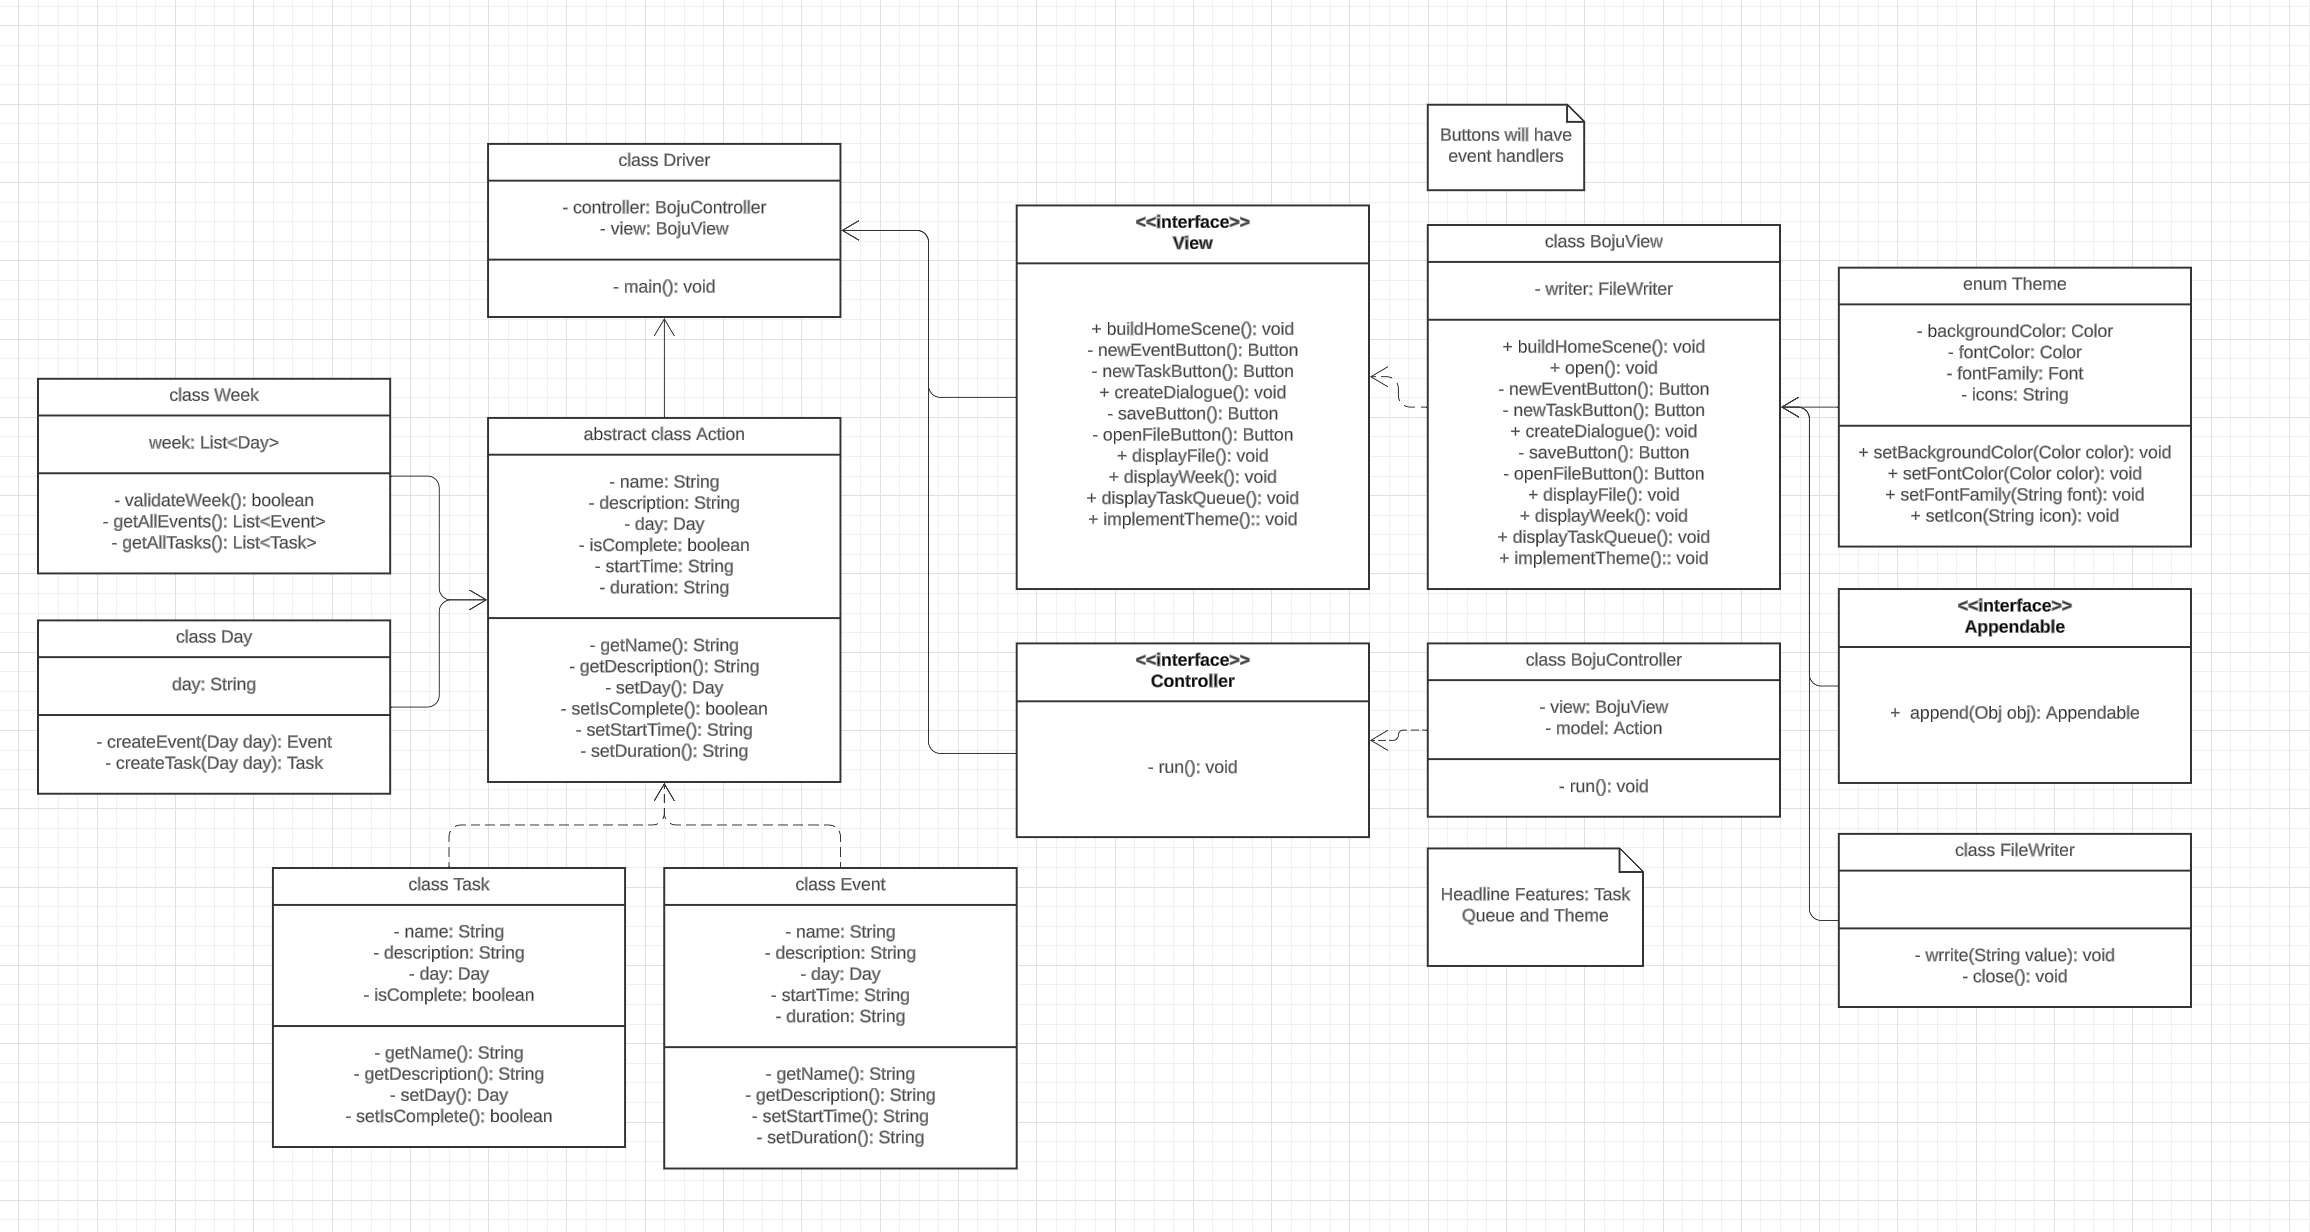 Buttons will have
event handlers
class Driver
- controller: BojuController
- view: BojuView
- main(): void
<<interface>>
View
+ buildHomeScene(): void
- newEventButton(): Button
- newTaskButton(): Button
+ createDialogue(): void
- saveButton(): Button
- openFileButton(): Button
+ displayFile(): void
+ displayWeek(): void
+ displayTaskQueue(): void
+ implementTheme():: void
class BojuView
- writer: FileWriter
+ buildHomeScene(): void
+ open(): void
- newEventButton(): Button
- newTaskButton(): Button
+ createDialogue(): void
- saveButton(): Button
- openFileButton(): Button
+ displayFile(): void
+ displayWeek(): void
+ displayTaskQueue(): void
+ implementTheme():: void
enum Theme
- backgroundColor: Color
- fontColor: Color
- fontFamily: Font
- icons: String
+ setBackgroundColor(Color color): void
+ setFontColor(Color color): void
+ setFontFamily(String font): void
+ setIcon(String icon): void
class Week
week: List<Day>
- validateWeek(): boolean
- getAllEvents(): List<Event>
- getAllTasks(): List<Task>
abstract class Action
- name: String
- description: String
- day: Day
- isComplete: boolean
- startTime: String
- duration: String
- getName(): String
- getDescription(): String
- setDay(): Day
- setIsComplete(): boolean
- setStartTime(): String
- setDuration(): String
class Day
day: String
- createEvent(Day day): Event
- createTask(Day day): Task
<<interface>>
Controller
- run(): void
class BojuController
- view: BojuView
- model: Action
- run(): void
<<interface>>
Appendable
+  append(Obj obj): Appendable
Headline Features: Task
Queue and Theme
class FileWriter
- wrrite(String value): void
- close(): void
class Task
- name: String
- description: String
- day: Day
- isComplete: boolean
- getName(): String
- getDescription(): String
- setDay(): Day
- setIsComplete(): boolean
class Event
- name: String
- description: String
- day: Day
- startTime: String
- duration: String
- getName(): String
- getDescription(): String
- setStartTime(): String
- setDuration(): String